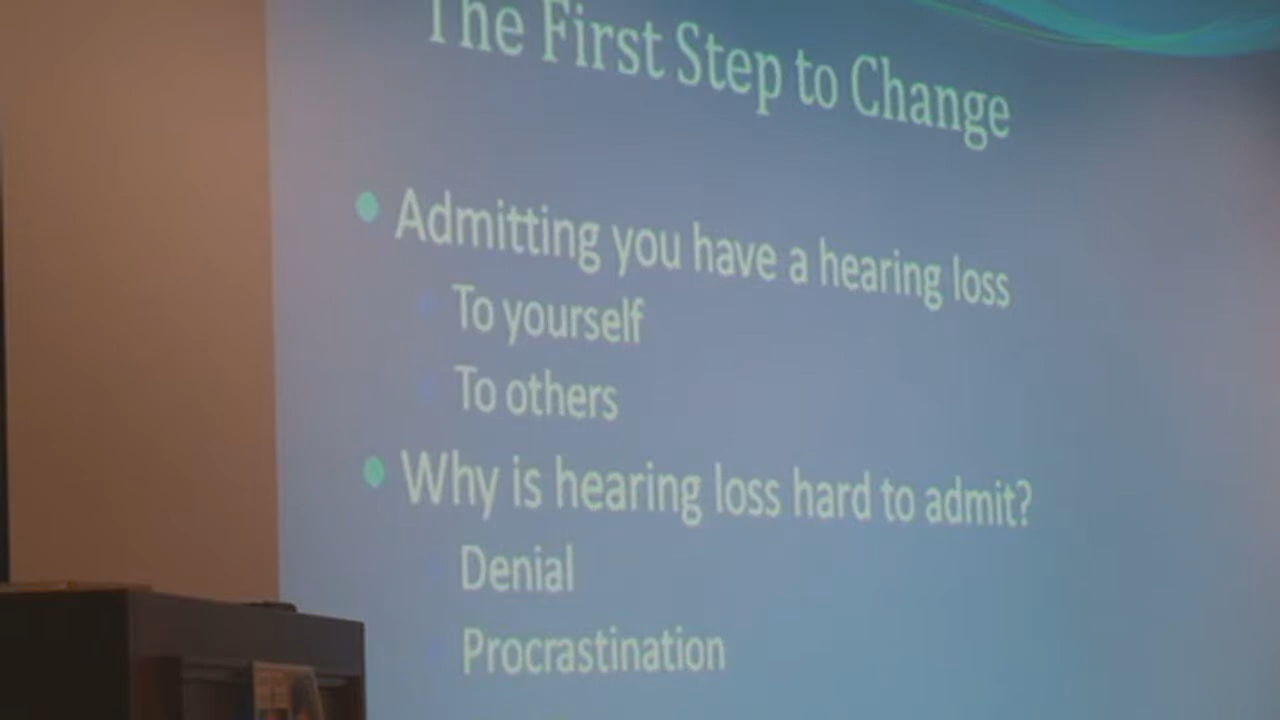 The First Step to Change
Admitting you have a hearing loss
To yourself
To others
Why is hearing loss hard to admit?
Denial
Procrastination